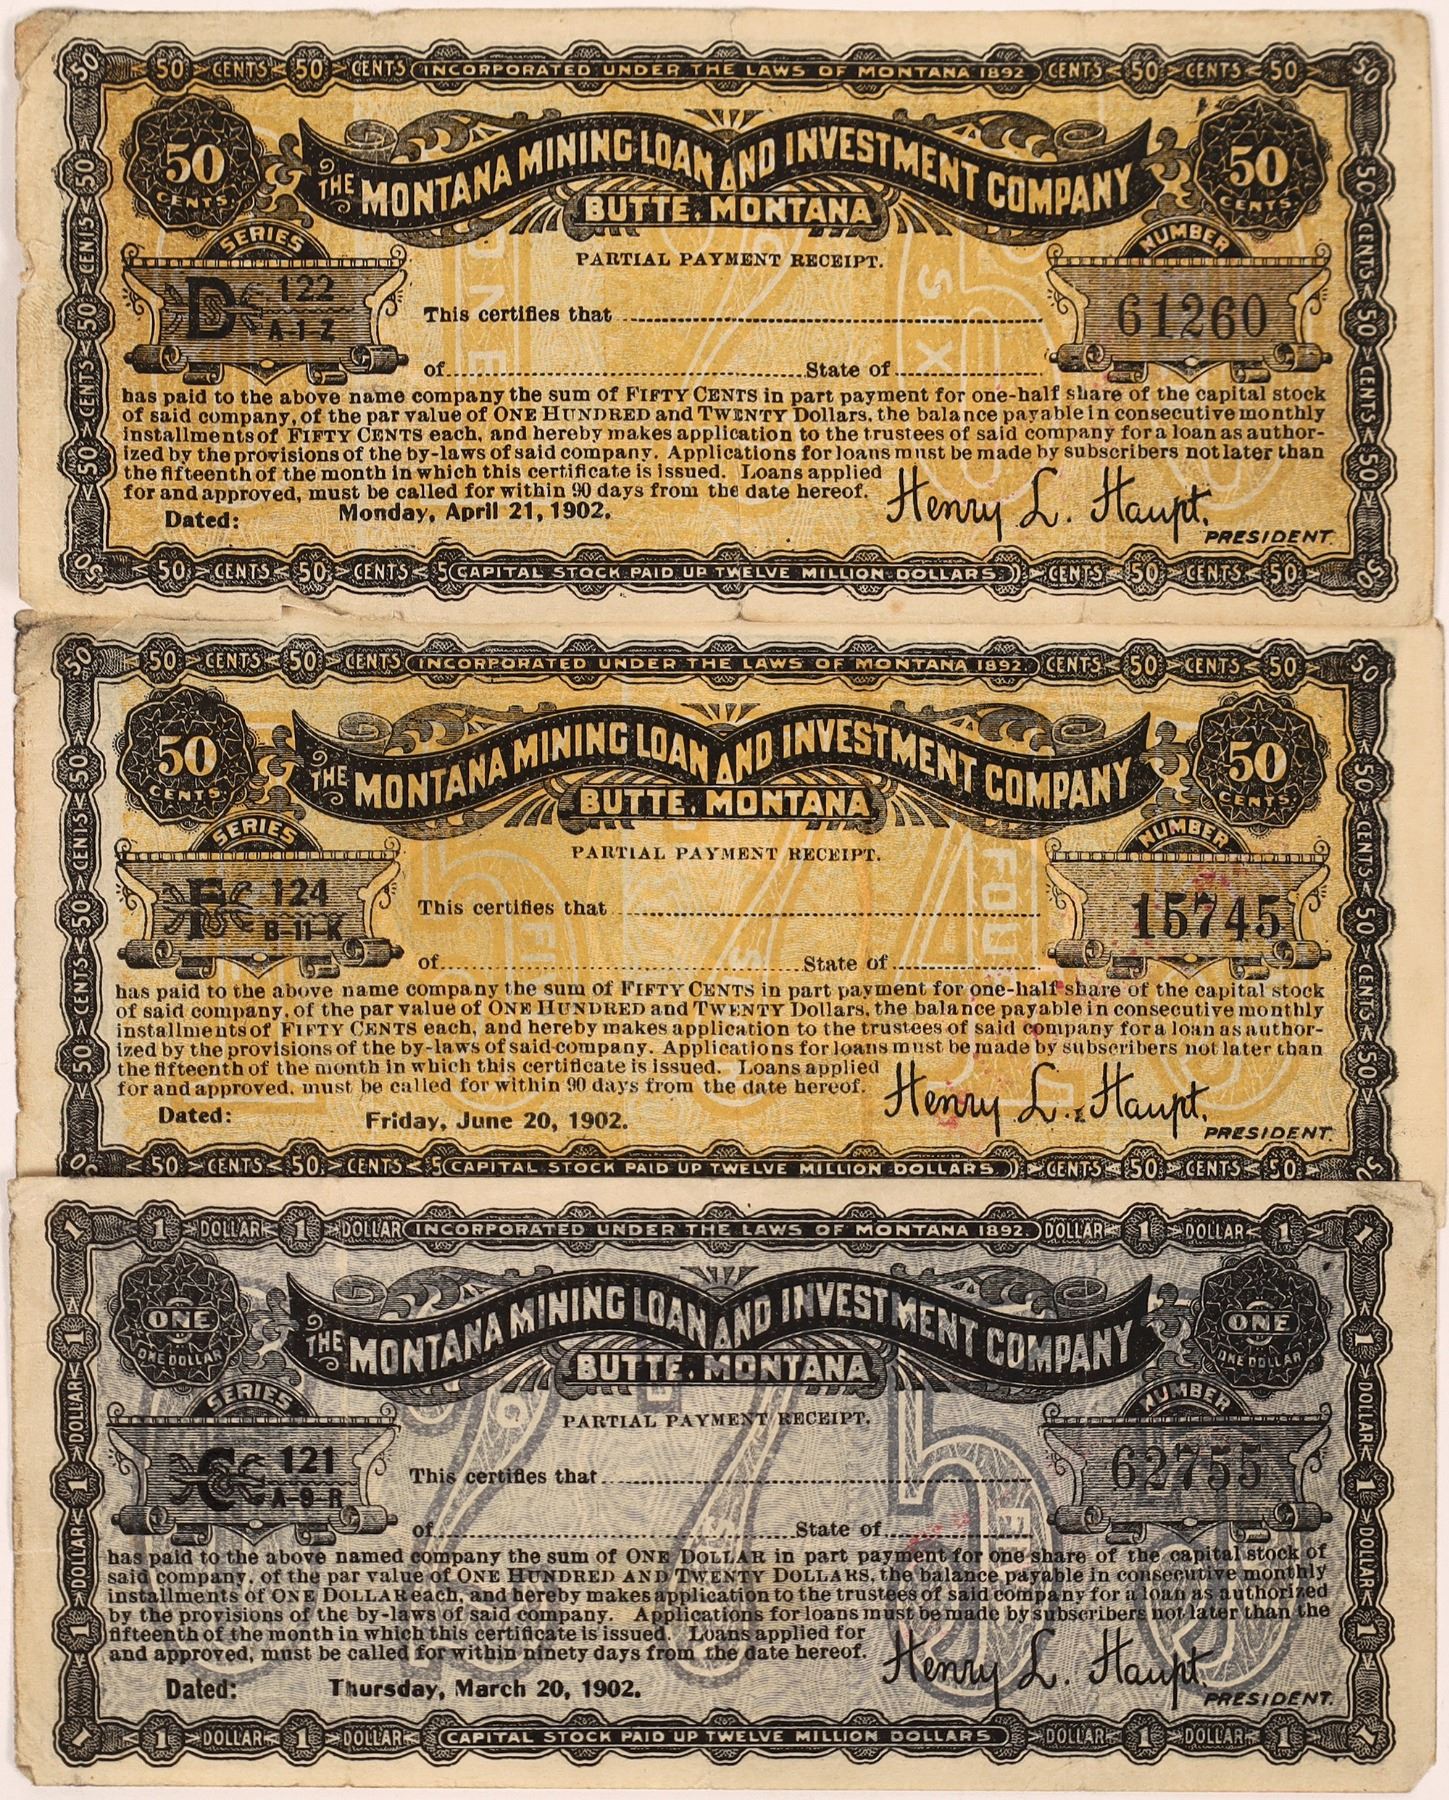 50 50 CENTS 50 CENTS INCORPORATED UNDER THE LAWS OF MONTANA 1892 CENTS 50 CENTS 50 50
50 CENTS
THE MONTANA MINING LOAN AND INVESTMENT COMPANY
50 CENTS
BUTTE. MONTANA
SERIES
NUMBER
PARTIAL PAYMENT RECEIPT.
D 122
A-1-Z
61260
This certifies that
of State of
has paid to the above name company the sum of FIFTY CENTS in part payment for one-half share of the capital stock
of said company, of the par value of ONE HUNDRED and TWENTY Dollars, the balance payable in consecutive monthly
installments of FIFTY CENTS each, and hereby makes application to the trustees of said company for a loan as author-
ized by the provisions of the by-laws of said company. Applications for loans must be made by subscribers not later than
the fifteenth of the month in which this certificate is issued. Loans applied
for and approved, must be called for within 90 days from the date hereof.
Henry L. Haupt.
PRESIDENT.
Dated: Monday, April 21, 1902.
50 50 CENTS 50 CENTS 5 CAPITAL STOCK PAID UP TWELVE MILLION DOLLARS CENTS 50 CENTS 50 50
50 50 CENTS 50 CENTS INCORPORATED UNDER THE LAWS OF MONTANA 1892. CENTS 50 CENTS 50 50
50 CENTS.
THE MONTANA MINING LOAN AND INVESTMENT COMPANY
50 CENTS.
BUTTE. MONTANA
SERIES
NUMBER
PARTIAL PAYMENT RECEIPT.
F 124
B-11-K
15745
This certifies that
of State of
has paid to the above name company the sum of FIFTY CENTS in part payment for one-half share of the capital stock
of said company, of the par value of ONE HUNDRED and TWENTY Dollars, the balance payable in consecutive monthly
installments of FIFTY CENTS each, and hereby makes application to the trustees of said company for a loan as author-
ized by the provisions of the by-laws of said company. Applications for loans must be made by subscribers not later than
the fifteenth of the month in which this certificate is issued. Loans applied
for and approved, must be called for within 90 days from the date hereof.
Henry L. Haupt.
PRESIDENT.
Dated: Friday, June 20, 1902.
50 CENTS 50 CENTS 5 CAPITAL STOCK PAID UP TWELVE MILLION DOLLARS CENTS 50 CENTS 50 50
1 1 DOLLAR 1 DOLLAR INCORPORATED UNDER THE LAWS OF MONTANA 1892. DOLLAR 1 DOLLAR 1 1
ONE ONE DOLLAR
THE MONTANA MINING LOAN AND INVESTMENT COMPANY
ONE ONE DOLLAR
BUTTE. MONTANA
SERIES
NUMBER
PARTIAL PAYMENT RECEIPT.
C 121
A-9-R
62755
This certifies that
of State of
has paid to the above named company the sum of ONE DOLLAR in part payment for one share of the capital stock of
said company, of the par value of ONE HUNDRED AND TWENTY DOLLARS, the balance payable in consecutive monthly
installments of ONE DOLLAR each, and hereby makes application to the trustees of said company for a loan as authorized
by the provisions of the by-laws of said company. Applications for loans must be made by subscribers not later than the
fifteenth of the month in which this certificate is issued. Loans applied for
and approved, must be called for within ninety days from the date hereof.
Henry L. Haupt.
PRESIDENT.
Dated: Thursday, March 20, 1902.
1 1 DOLLAR 1 DOLLAR CAPITAL STOCK PAID UP TWELVE MILLION DOLLARS DOLLAR 1 DOLLAR 1 1